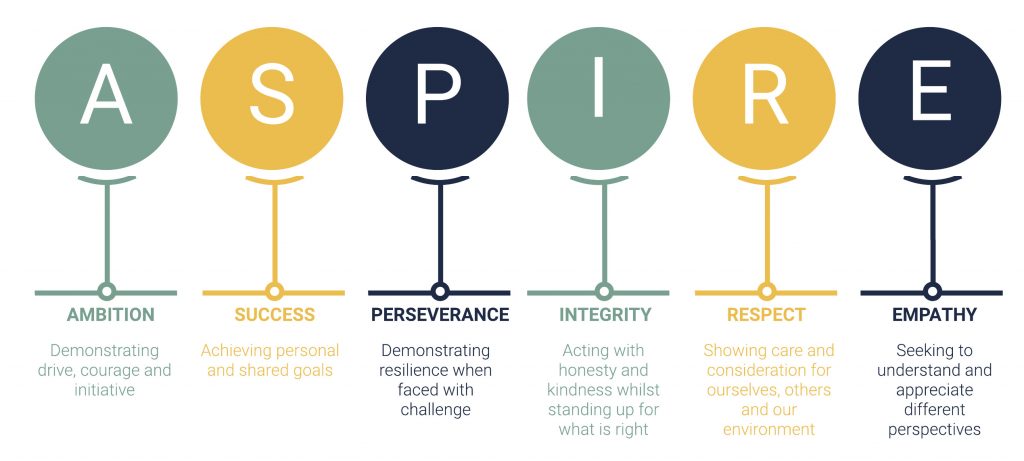 A
S
P
I
R
E
AMBITION
Demonstrating
drive, courage and
initiative
SUCCESS
Achieving personal
and shared goals
PERSEVERANCE
Demonstrating
resilience when
faced with
challenge
INTEGRITY
Acting with
honesty and
kindness whilst
standing up for
what is right
RESPECT
Showing care and
consideration for
ourselves, others
and our
environment
EMPATHY
Seeking to
understand and
appreciate
different
perspectives